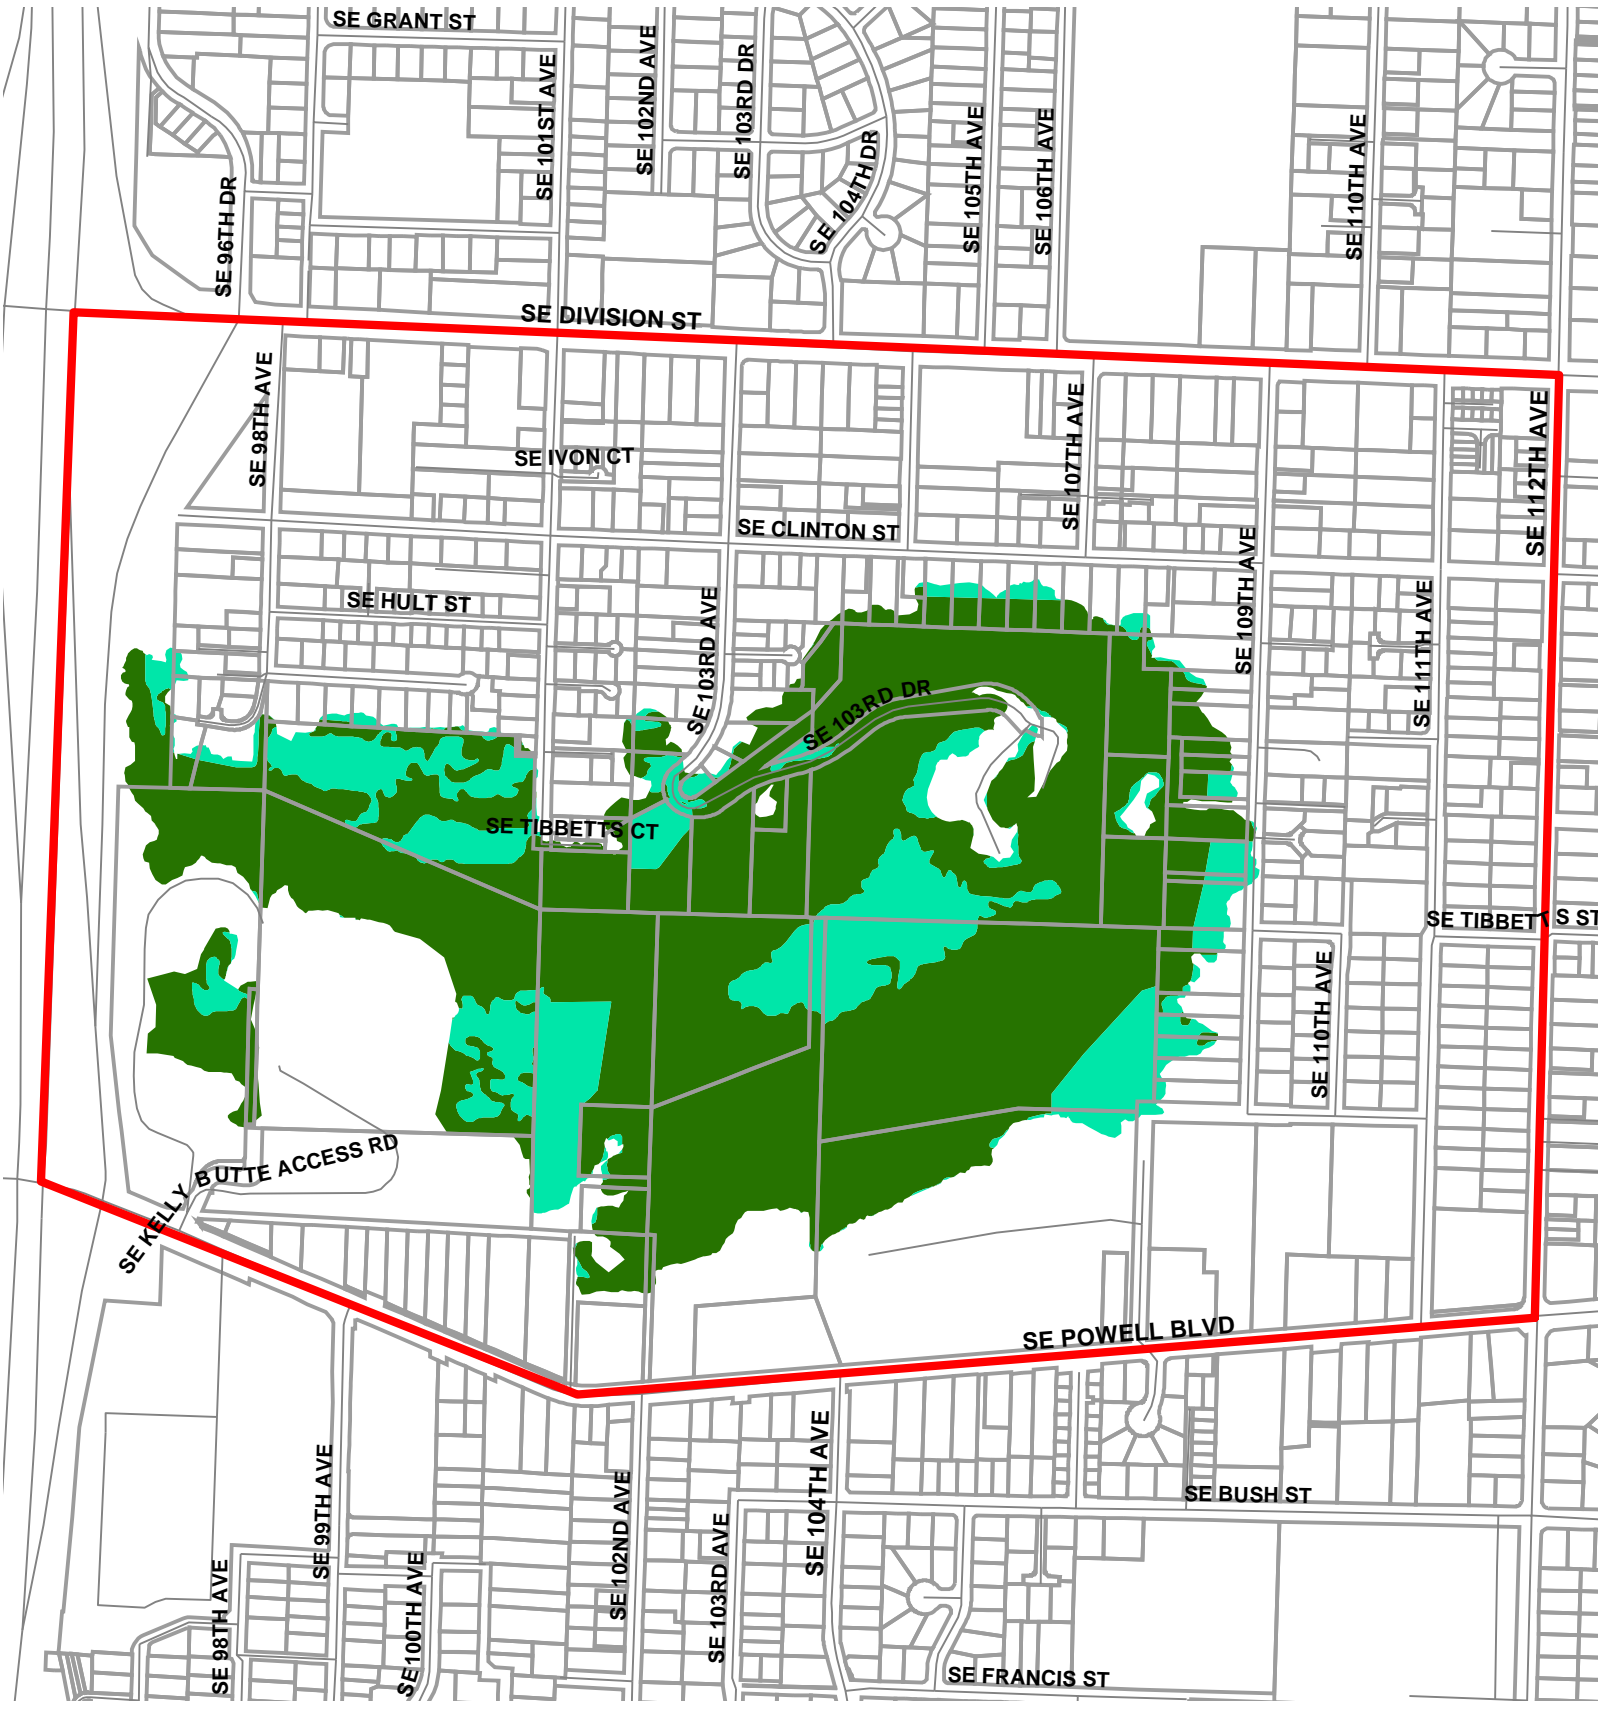 SE GRANT ST
SE 101ST AVE
SE 102ND AVE
SE 103RD DR
SE 104TH DR
SE 105TH AVE
SE 106TH AVE
SE 110TH AVE
SE 96TH DR
SE DIVISION ST
SE 98TH AVE
SE IVON CT
SE 107TH AVE
SE 112TH AVE
SE CLINTON ST
SE 109TH AVE
SE HULT ST
SE 103RD AVE
SE 111TH AVE
SE 103RD DR
SE TIBBETTS CT
SE TIBBETTS ST
SE 110TH AVE
SE KELLY BUTTE ACCESS RD
SE POWELL BLVD
SE 99TH AVE
SE 102ND AVE
SE 104TH AVE
SE BUSH ST
SE 98TH AVE
SE 100TH AVE
SE 103RD AVE
SE FRANCIS ST